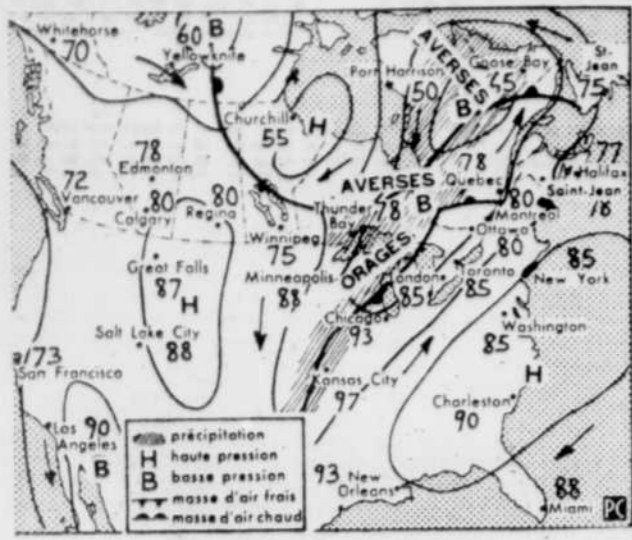 Whitehorse
70
60
B
Yellowknife
Port Harrison
50
AVERSES
Goose Bay
65
B
St-
Jean
75
Churchill
55
H
78
Edmonton
72
Vancouver
80
Calgary
80
Regina
Winnipeg
75
Thunder
Bay
78
AVERSES
B
ORAGES
78
Québec
80
Montréal
Ottawa
80
77
Halifax
Saint-Jean
Great Falls
87
H
Minneapolis
88
London
85
Toronto
85
New York
85
Salt Lake City
88
Chicago
93
Washington
85
H
73
San Francisco
Kansas City
97
Charleston
90
Los
Angeles
90
B
93
New
Orleans
88
Miami
précipitation
H haute pression
B basse pression
masse d'air frais
masse d'air chaud
PC